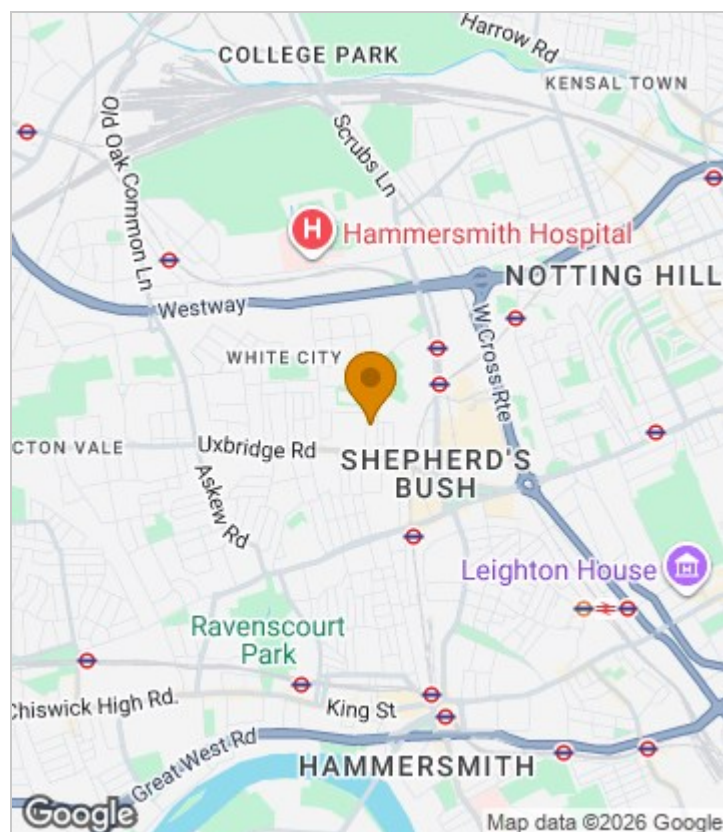 Harrow Rd
COLLEGE PARK
KENSAL TOWN
Old Oak Common Ln
Scrubs Ln
H
Hammersmith Hospital
NOTTING HILL
Westway
W Cross Rte
WHITE CITY
CTON VALE
Uxbridge Rd
SHEPHERD'S
BUSH
Askew Rd
Leighton House
Ravenscourt
Park
Chiswick High Rd.
King St
Great West Rd
HAMMERSMITH
Google
Map data ©2026 Google